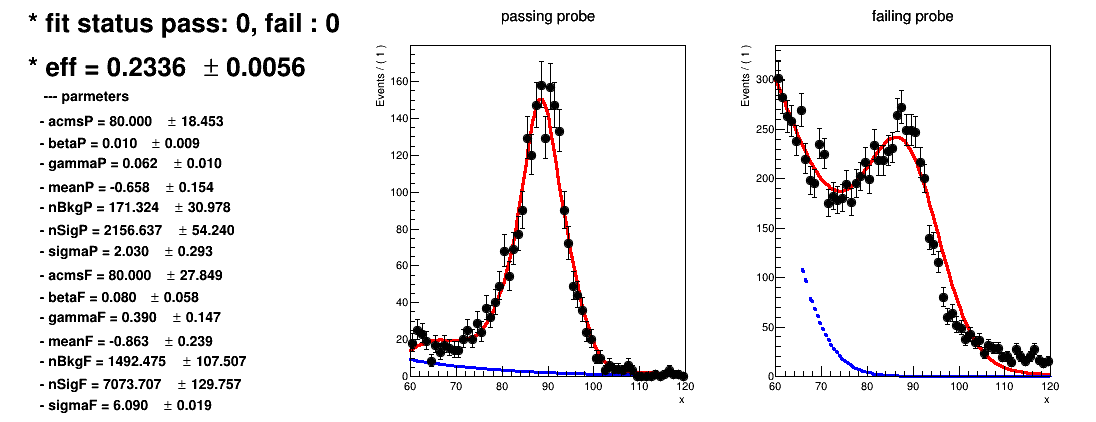 * fit status pass: 0, fail : 0
* eff = 0.2336 ± 0.0056
--- parmeters
- acmsP = 80.000 ± 18.453
- betaP = 0.010 ± 0.009
- gammaP = 0.062 ± 0.010
- meanP = -0.658 ± 0.154
- nBkgP = 171.324 ± 30.978
- nSigP = 2156.637 ± 54.240
- sigmaP = 2.030 ± 0.293
- acmsF = 80.000 ± 27.849
- betaF = 0.080 ± 0.058
- gammaF = 0.390 ± 0.147
- meanF = -0.863 ± 0.239
- nBkgF = 1492.475 ± 107.507
- nSigF = 7073.707 ± 129.757
- sigmaF = 6.090 ± 0.019
passing probe
Events / ( 1 )
160
140
120
100
80
60
40
20
0
60 70 80 90 100 110 120
x
failing probe
Events / ( 1 )
300
250
200
150
100
50
0
60 70 80 90 100 110 120
x